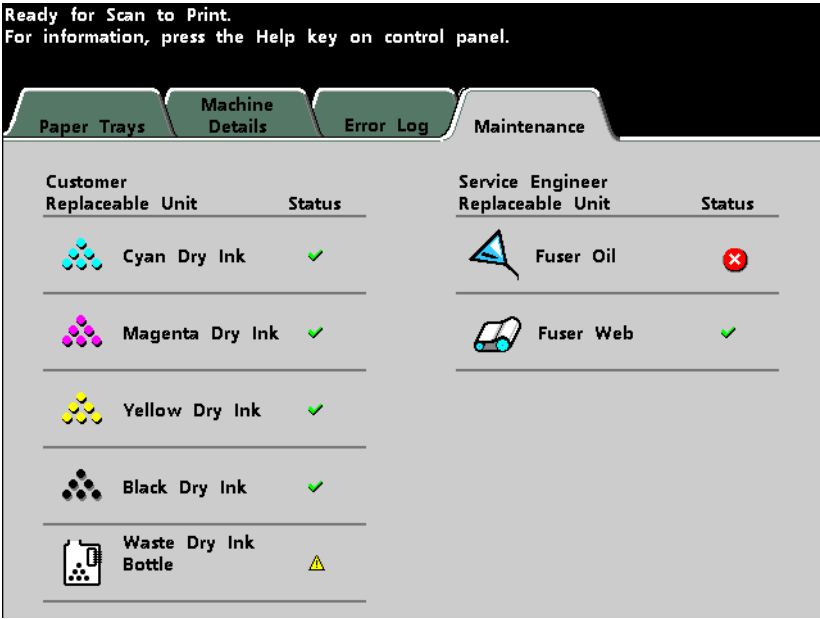 Ready for Scan to Print.
For information, press the Help key on control panel.
Paper Trays
Machine
Details
Error Log
Maintenance
Customer
Replaceable Unit
Status
Cyan Dry Ink
Magenta Dry Ink
Yellow Dry Ink
Black Dry Ink
Waste Dry Ink
Bottle
Service Engineer
Replaceable Unit
Status
Fuser Oil
Fuser Web